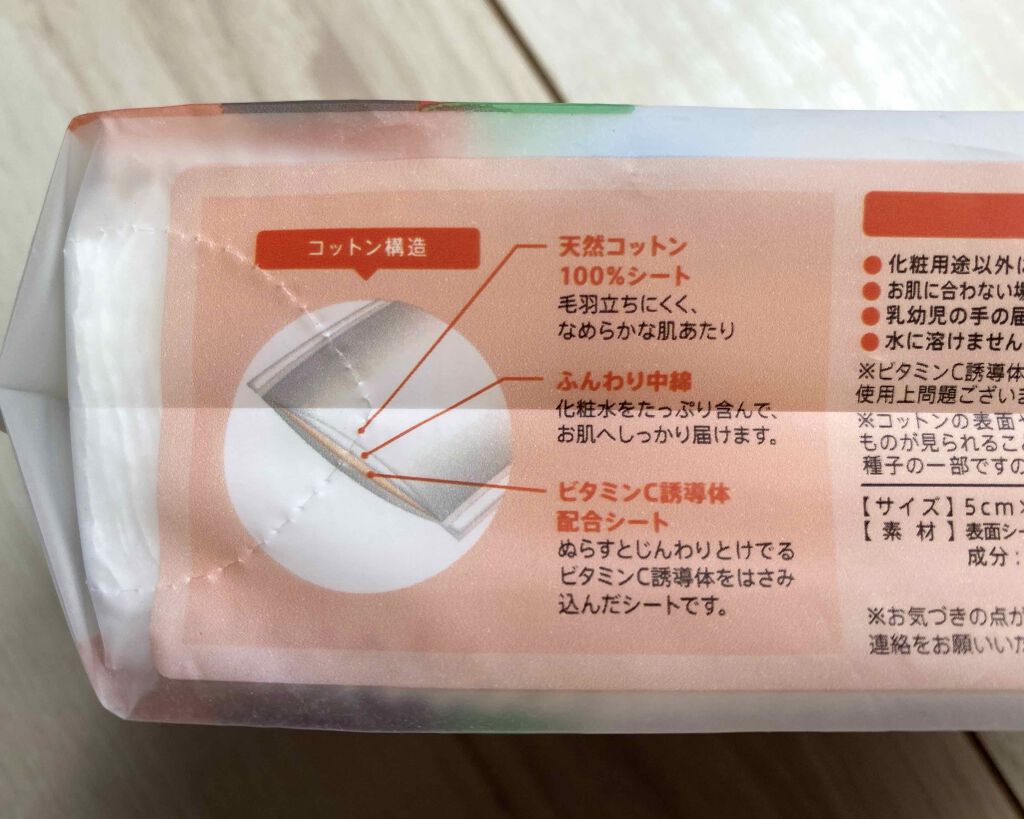 コットン構造
天然コットン
100%シート
毛羽立ちにくく、
なめらかな肌あたり
ふんわり中綿
化粧水をたっぷり含んで、
お肌へしっかり届けます。
ビタミンC誘導体
配合シート
ぬらすとじんわりとけでる
ビタミンC誘導体をはさみ
込んだシートです。
●化粧用途以外に
●お肌に合わない場
●乳幼児の手の届
●水に溶けません
※ビタミンC誘導体
使用上問題ござい
※コットンの表面
ものが見られるこ
種子の一部ですの
【サイズ】5cm×
【素材】表面シー
成分:
※お気づきの点が
連絡をお願いいた